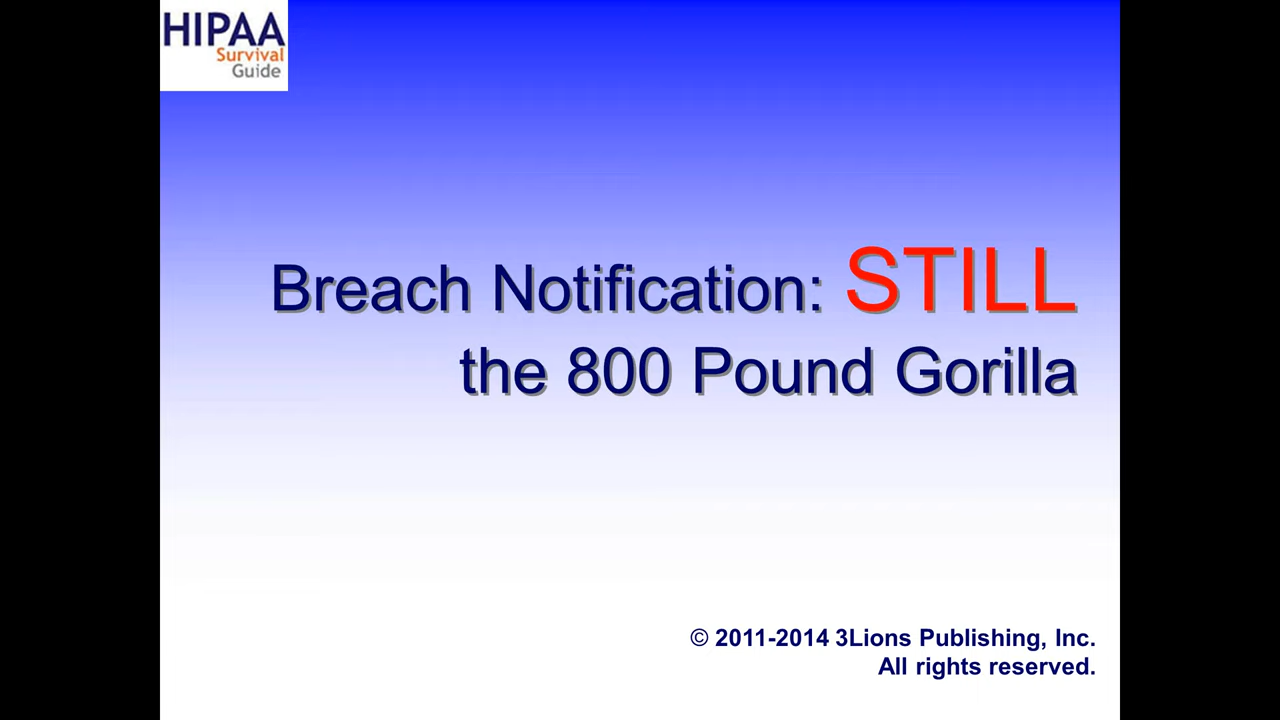 HIPAA
Survival
Guide
Breach Notification: STILL
the 800 Pound Gorilla
© 2011-2014 3Lions Publishing, Inc.
All rights reserved.